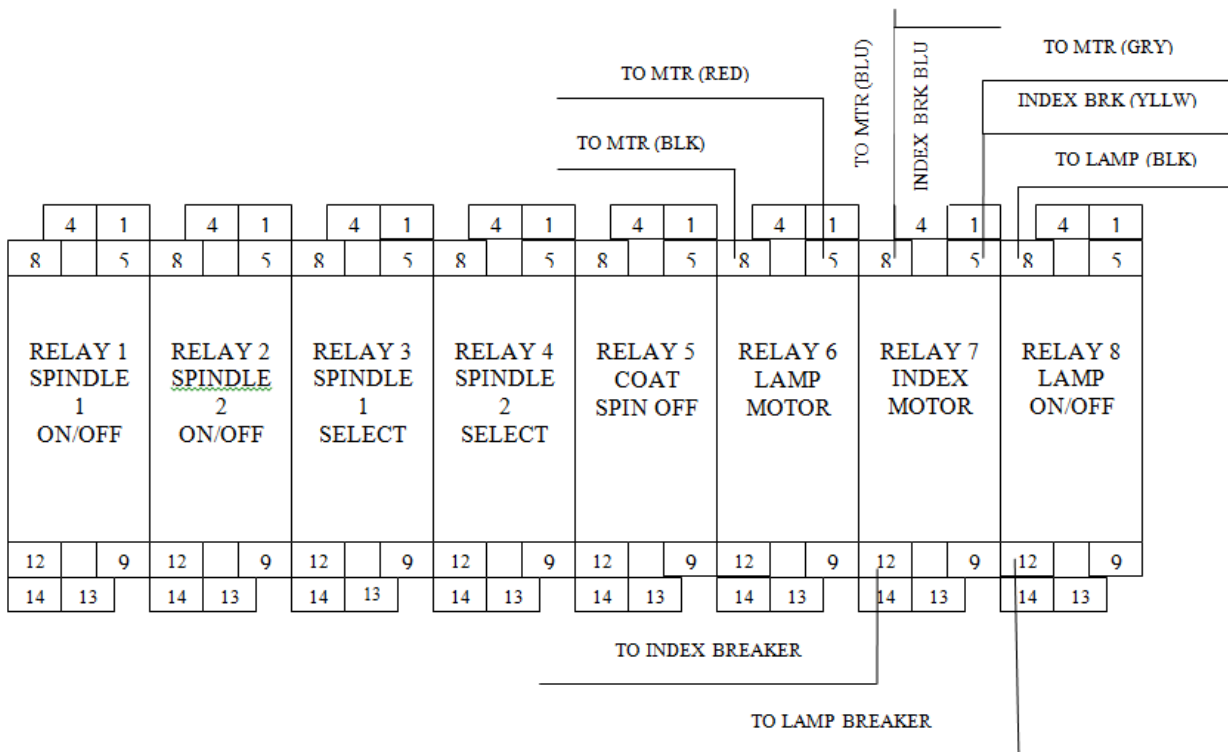 TO MTR (GRY)
TO MTR (RED)
TO MTR (BLU)
INDEX BRK BLU
INDEX BRK (YLLW)
TO MTR (BLK)
TO LAMP (BLK)
4 1 4 1 4 1 4 1 4 1 4 1 4 1 4 1
8 5 8 5 8 5 8 5 8 5 8 5 8 5 8 5
RELAY 1
SPINDLE
1
ON/OFF
RELAY 2
SPINDLE
2
ON/OFF
RELAY 3
SPINDLE
1
SELECT
RELAY 4
SPINDLE
2
SELECT
RELAY 5
COAT
SPIN OFF
RELAY 6
LAMP
MOTOR
RELAY 7
INDEX
MOTOR
RELAY 8
LAMP
ON/OFF
12 9 12 9 12 9 12 9 12 9 12 9 12 9 12 9
14 13 14 13 14 13 14 13 14 13 14 13 14 13 14 13
TO INDEX BREAKER
TO LAMP BREAKER